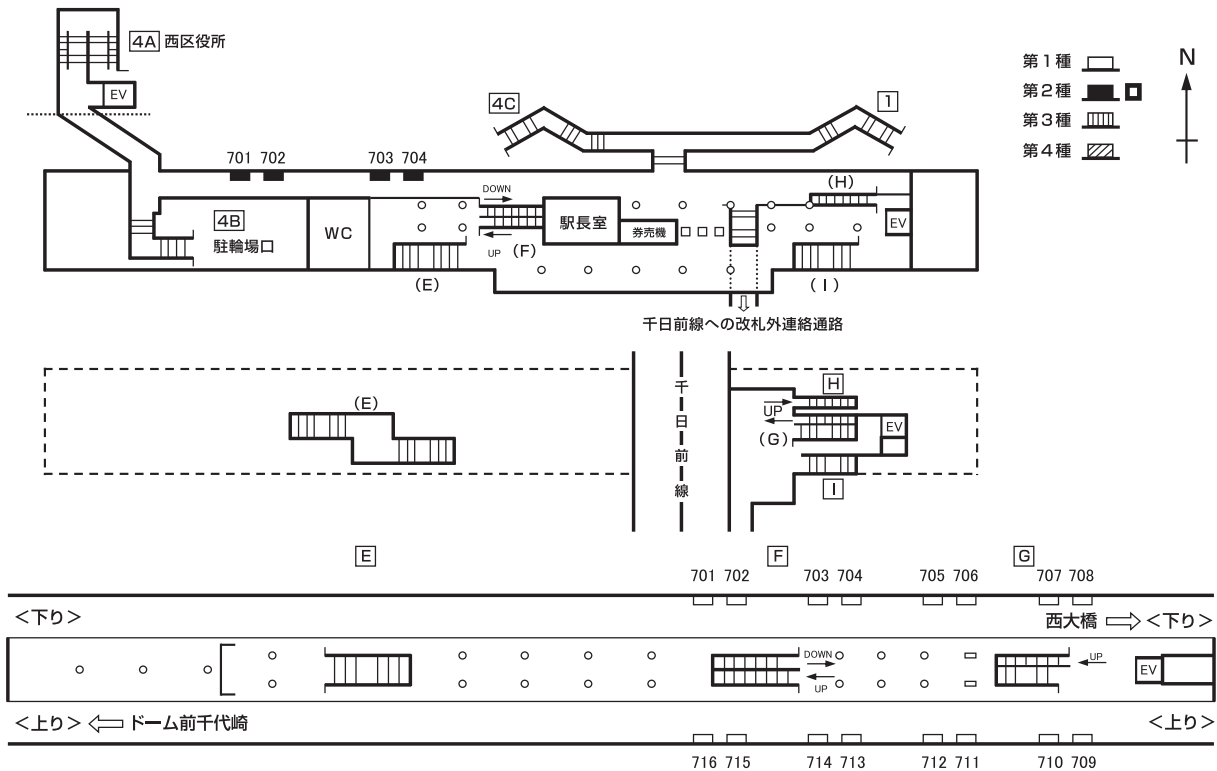 4A 西区役所
EV
4C
1
N
第1種
第2種
第3種
第4種
701 702
703 704
DOWN
UP
(H)
4B
駐輪場口
WC
駅長室
券売機
EV
(F)
(E)
(I)
千日前線への改札外連絡通路
千日前線
(E)
H
UP
(G)
EV
I
E
F
G
701 702 703 704 705 706 707 708
<下り>
西大橋 <下り>
DOWN
UP
UP
EV
<上り> ドーム前千代崎
<上り>
716 715 714 713 712 711 710 709